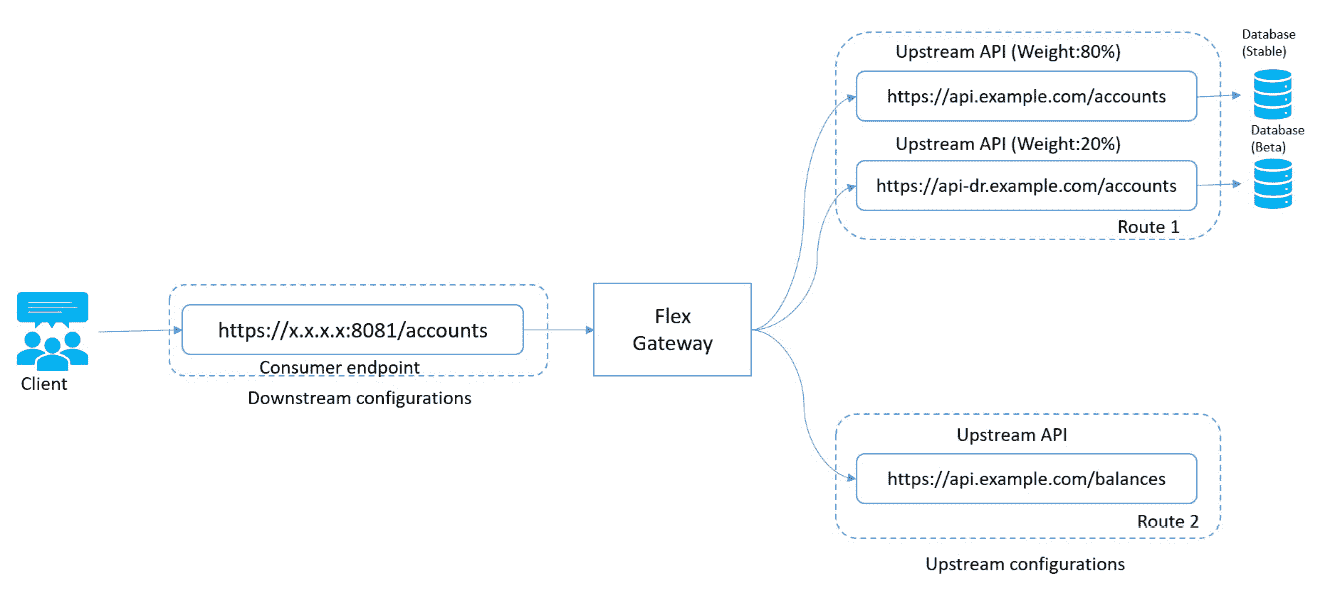 Client
https://x.x.x.x:8081/accounts
Consumer endpoint
Downstream configurations
Flex
Gateway
Upstream API (Weight:80%)
https://api.example.com/accounts
Upstream API (Weight:20%)
https://api-dr.example.com/accounts
Route 1
Database
(Stable)
Database
(Beta)
Upstream API
https://api.example.com/balances
Route 2
Upstream configurations